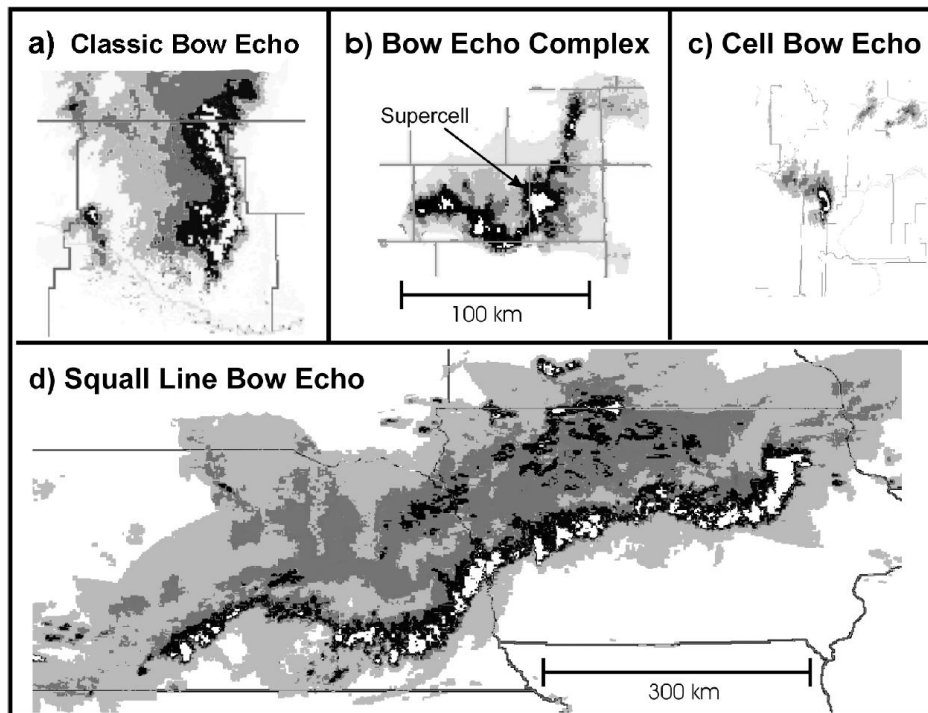 a) Classic Bow Echo
b) Bow Echo Complex
Supercell
100 km
c) Cell Bow Echo
d) Squall Line Bow Echo
300 km